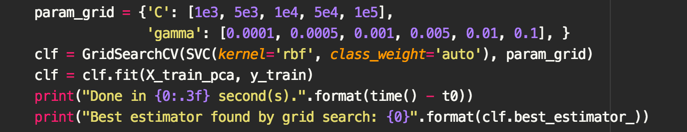 param_grid = {'C': [1e3, 5e3, 1e4, 5e4, 1e5],
'gamma': [0.0001, 0.0005, 0.001, 0.005, 0.01, 0.1], }
clf = GridSearchCV(SVC(kernel='rbf', class_weight='auto'), param_grid)
clf = clf.fit(X_train_pca, y_train)
print("Done in {0:.3f} second(s).".format(time() - t0))
print("Best estimator found by grid search: {0}".format(clf.best_estimator_))